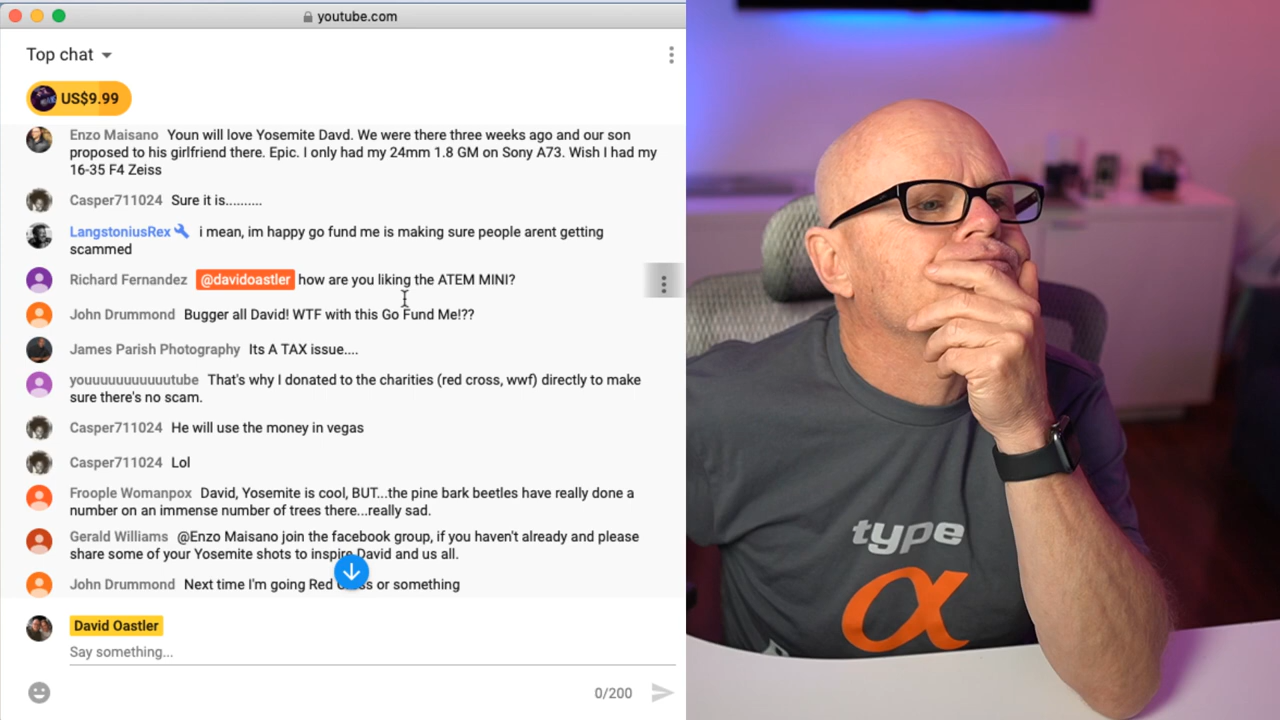 youtube.com
Top chat
US$9.99
Enzo Maisano Youn will love Yosemite Davd. We were there three weeks ago and our son
proposed to his girlfriend there. Epic. I only had my 24mm 1.8 GM on Sony A73. Wish I had my
16-35 F4 Zeiss
Casper711024 Sure it is..........
LangstoniusRex i mean, im happy go fund me is making sure people arent getting
scammed
Richard Fernandez @davidoastler how are you liking the ATEM MINI?
John Drummond Bugger all David! WTF with this Go Fund Me!??
James Parish Photography Its A TAX issue....
youuuuuuuuuutube That's why I donated to the charities (red cross, wwf) directly to make
sure there's no scam.
Casper711024 He will use the money in vegas
Casper711024 Lol
Froople Womanpox David, Yosemite is cool, BUT...the pine bark beetles have really done a
number on an immense number of trees there...really sad.
Gerald Williams @Enzo Maisano join the facebook group, if you haven't already and please
share some of your Yosemite shots to inspire David and us all.
John Drummond Next time I'm going Red or something
David Oastler
Say something...
0/200
type
α